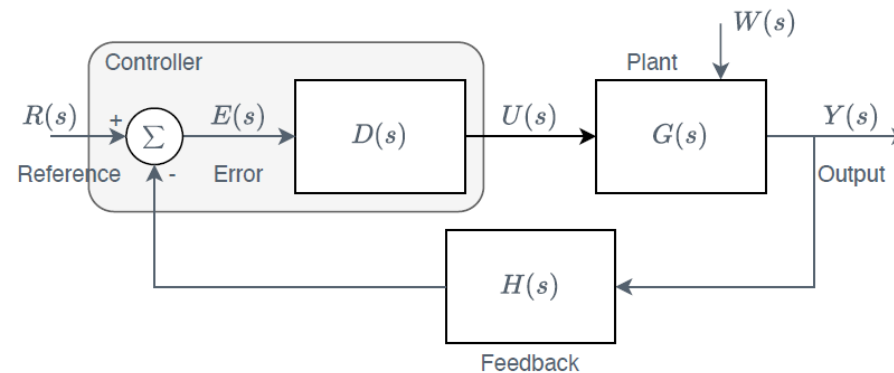 W(s)
Controller
Plant
R(s)
+
Σ
E(s)
D(s)
U(s)
G(s)
Y(s)
Reference
-
Error
Output
H(s)
Feedback